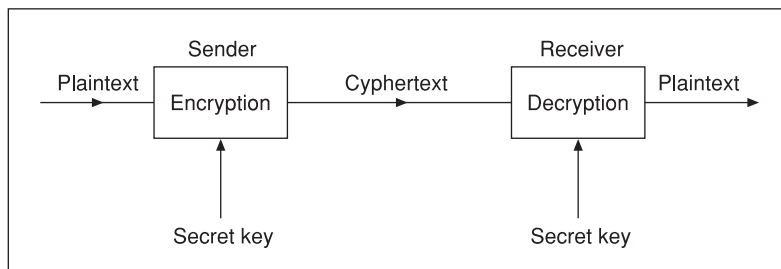 Sender Receiver
Plaintext Cyphertext Plaintext
Encryption Decryption
Secret key Secret key